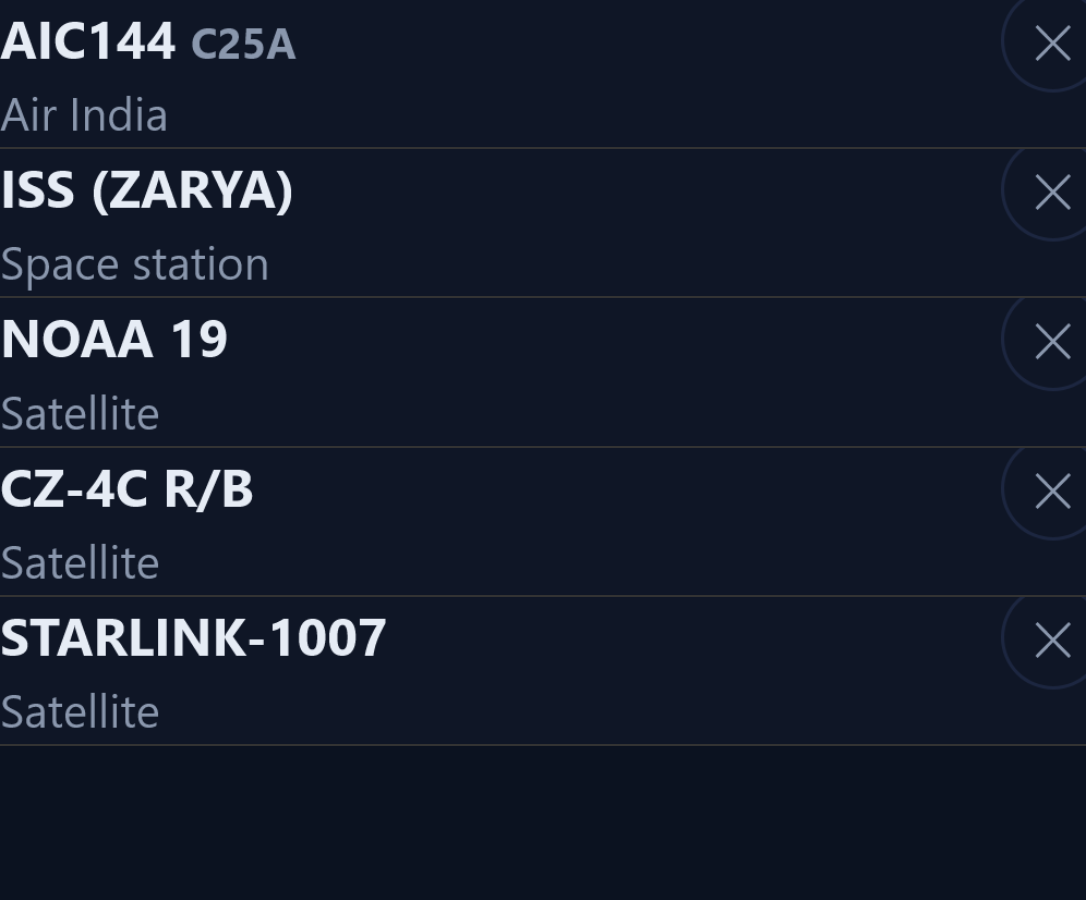 AIC144 C25A
Air India
ISS (ZARYA)
Space station
NOAA 19
Satellite
CZ-4C R/B
Satellite
STARLINK-1007
Satellite